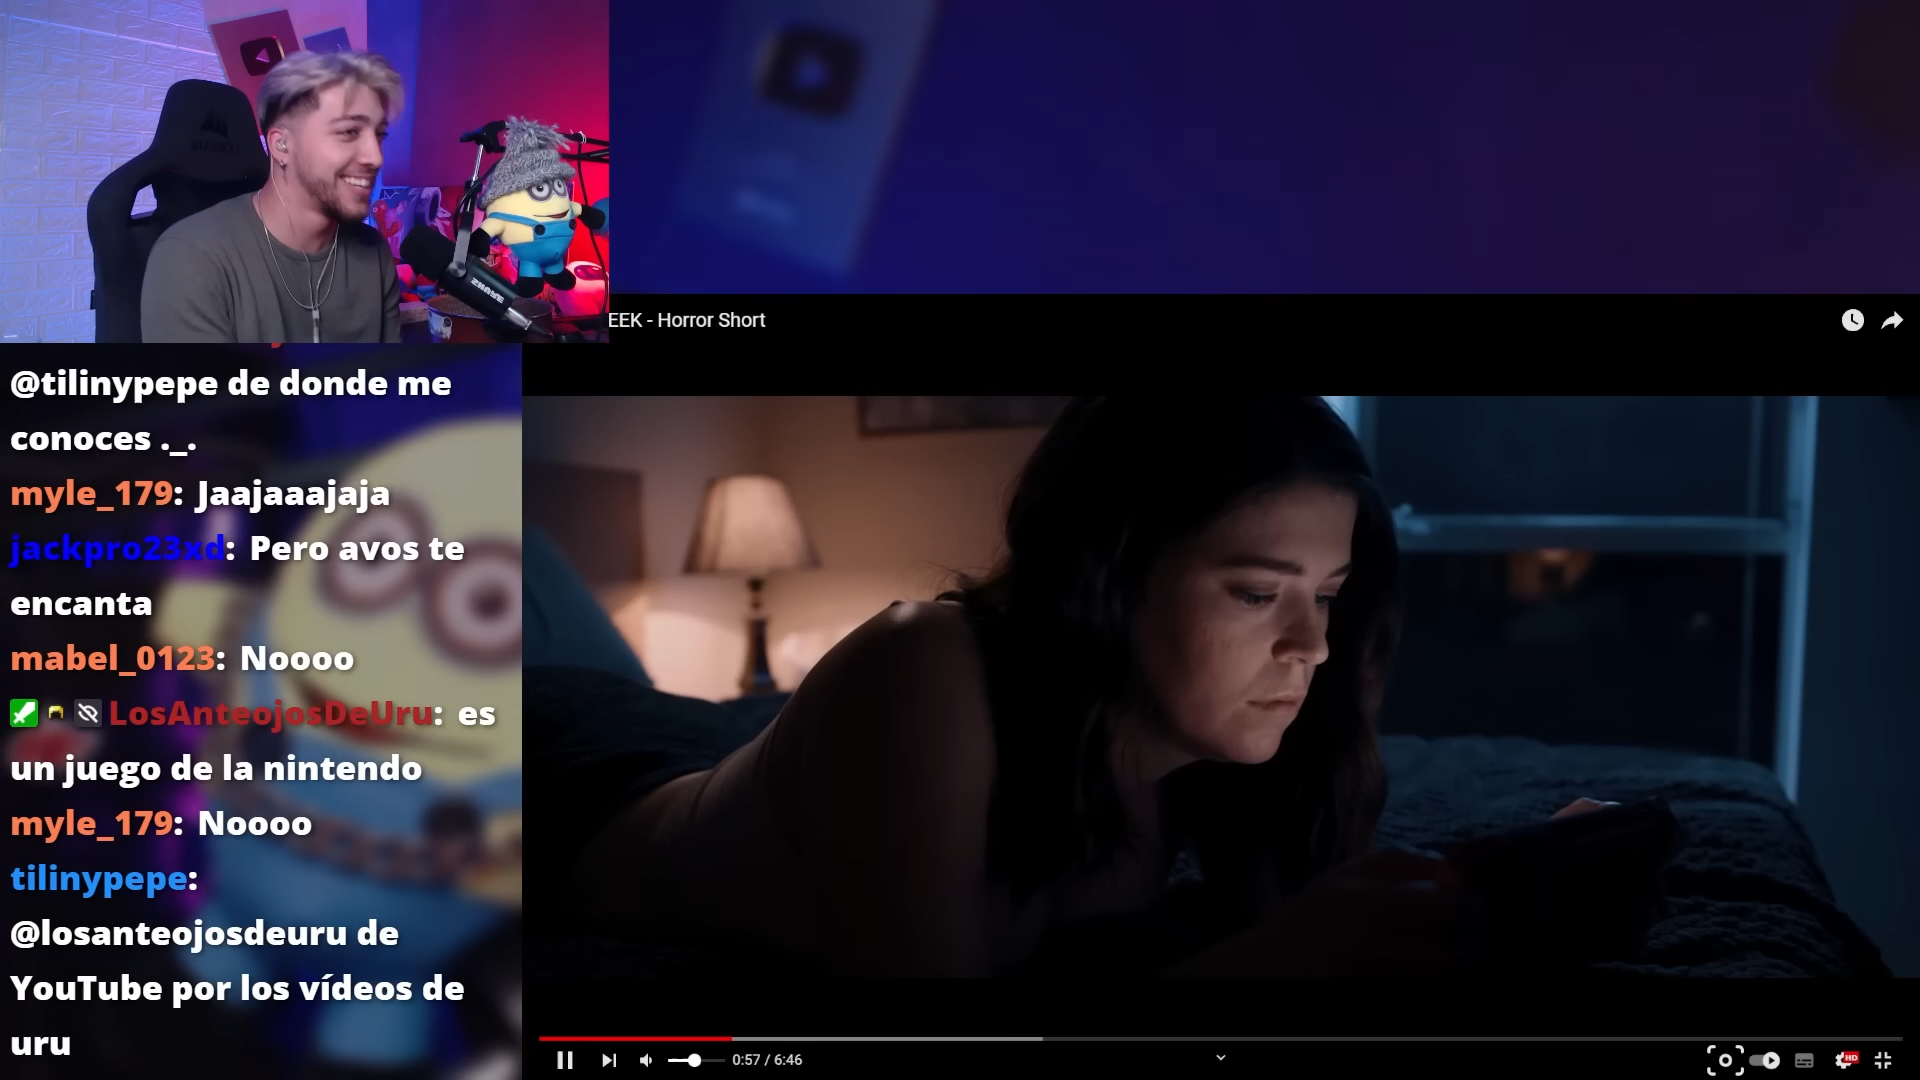 SHURE
EEK - Horror Short
@tilinypepe de donde me
conoces ._.
myle_179: Jaajaaajaja
jackpro23xd: Pero avos te
encanta
mabel_0123: Noooo
LosAnteojosDeUru: es
un juego de la nintendo
myle_179: Noooo
tilinypepe:
@losanteojosdeuru de
YouTube por los vídeos de
uru
0:57 / 6:46
HD